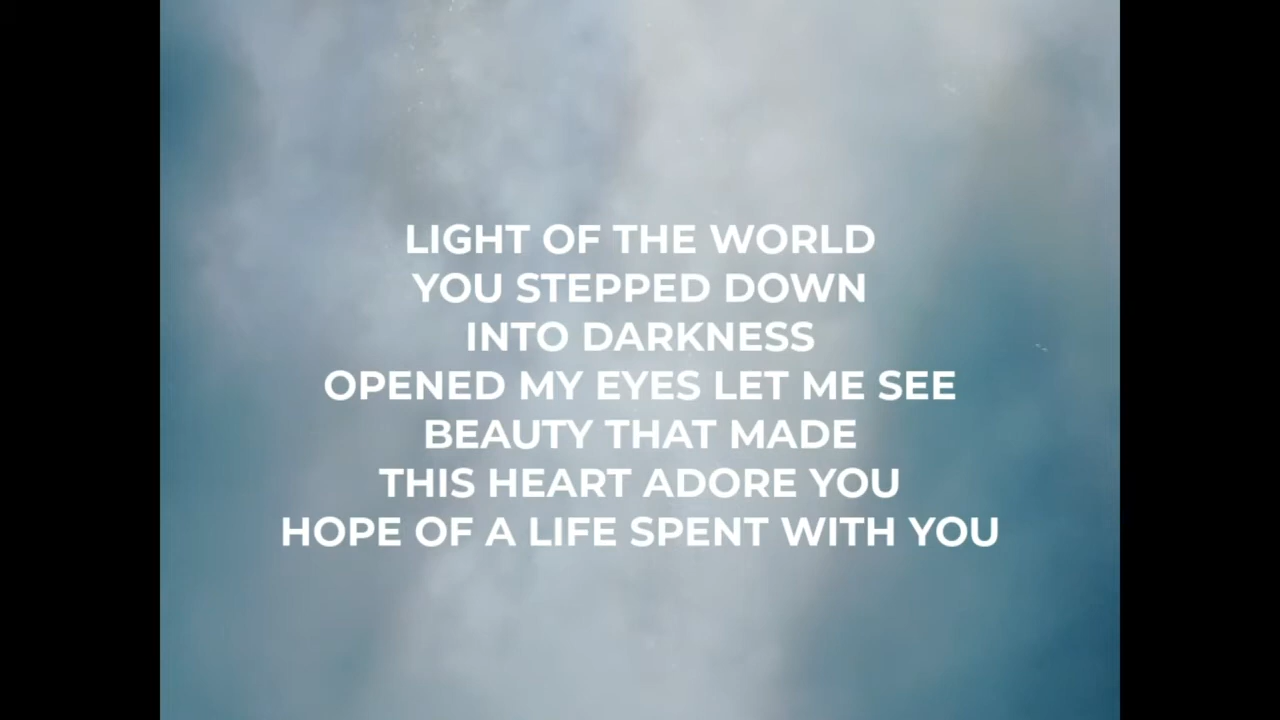 LIGHT OF THE WORLD
YOU STEPPED DOWN
INTO DARKNESS
OPENED MY EYES LET ME SEE
BEAUTY THAT MADE
THIS HEART ADORE YOU
HOPE OF A LIFE SPENT WITH YOU